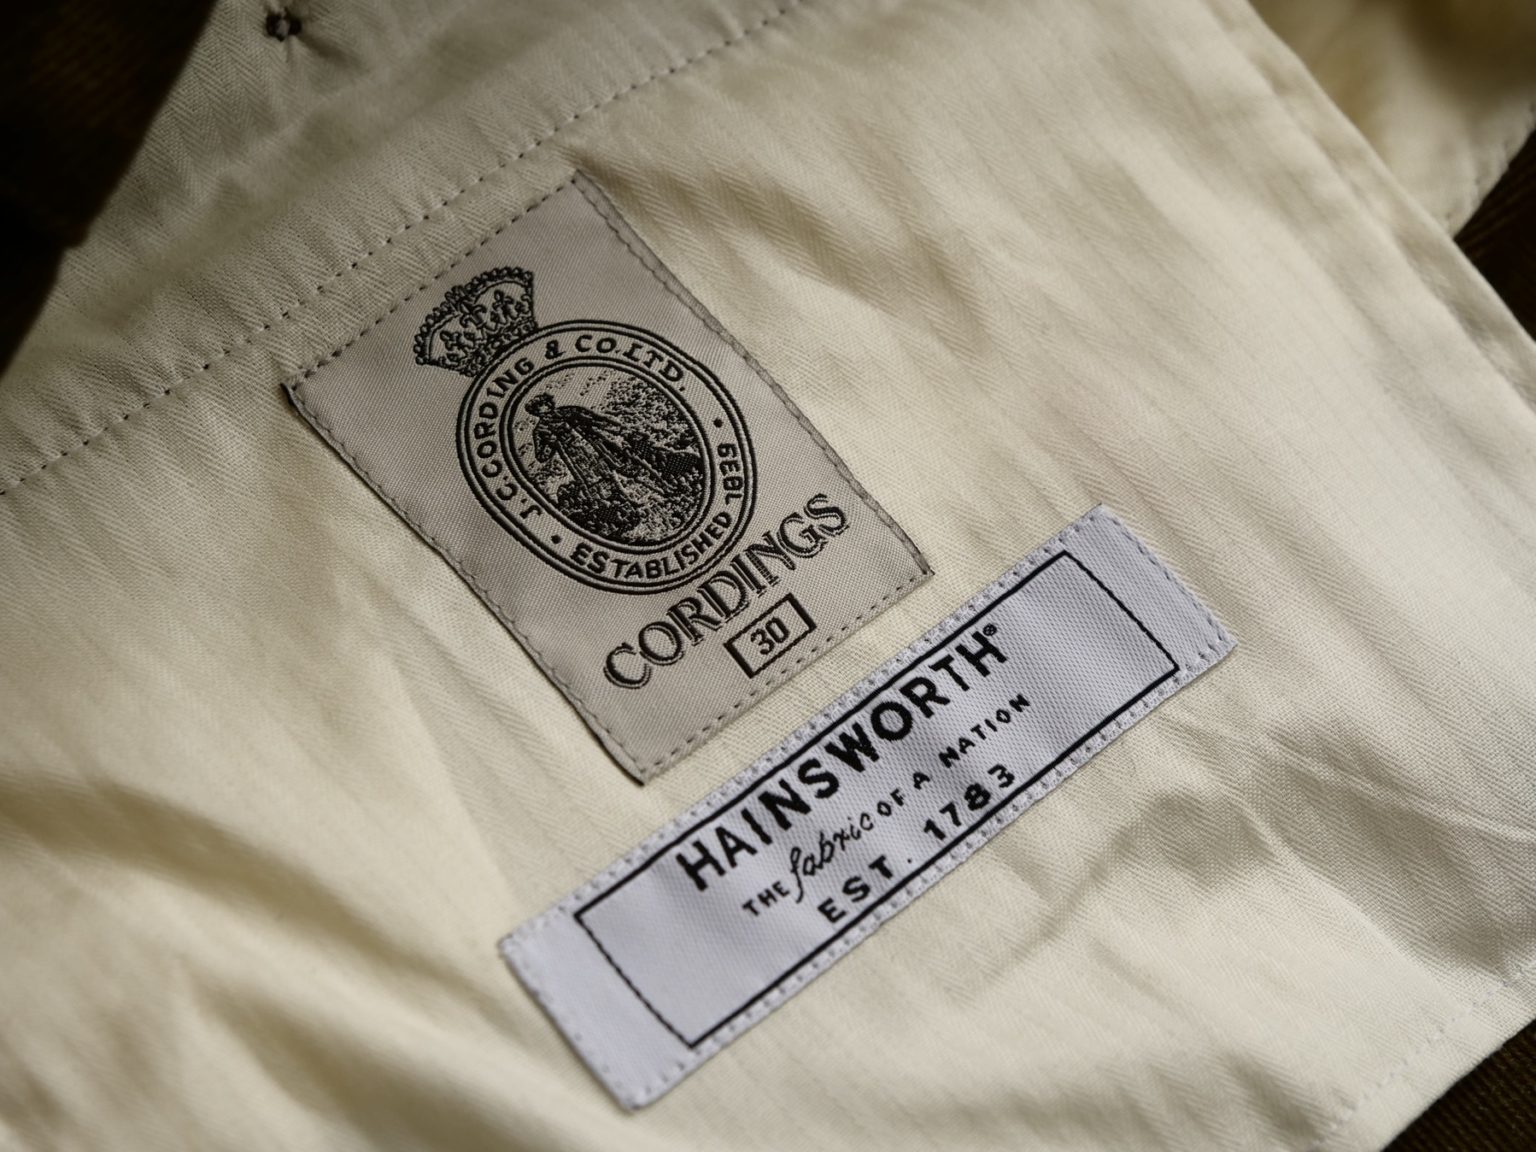 J.C.CORDING & CO.LTD.
· ESTABLISHED 1839 ·
CORDINGS
30
HAINSWORTH®
THE fabric OF A NATION
EST. 1783